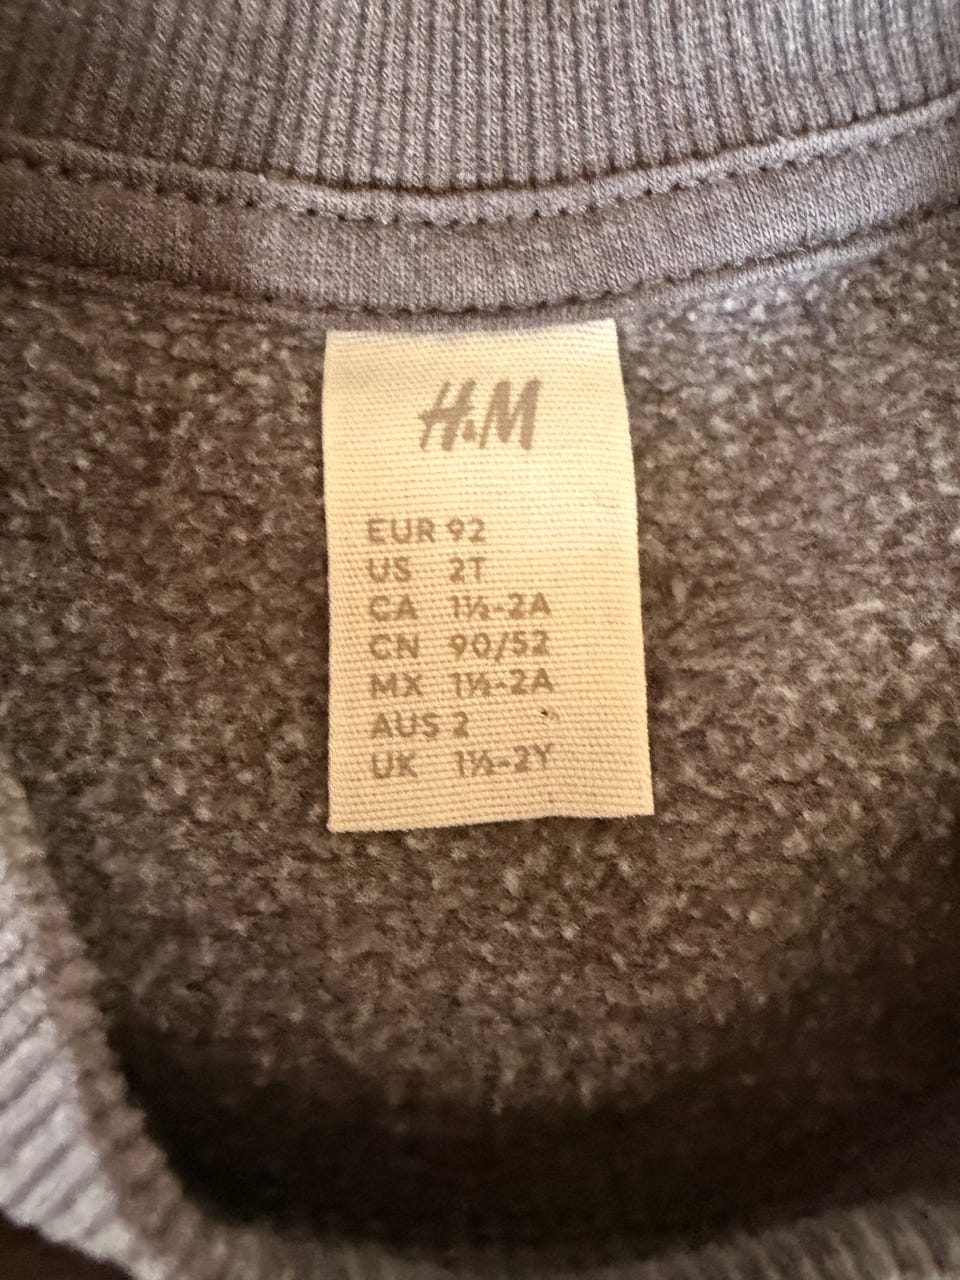 H&M
EUR 92
US 2T
CA 1½-2A
CN 90/52
MX 1½-2A
AUS 2
UK 1½-2Y